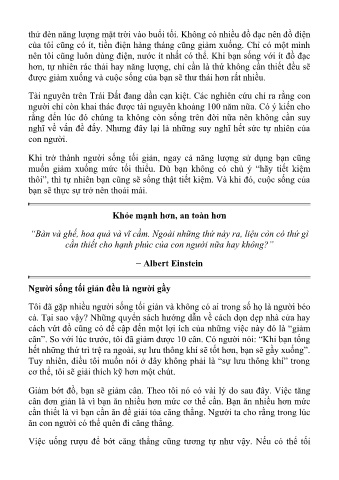 thứ đèn năng lượng mặt trời vào buổi tối. Không có nhiều đồ đạc nên đồ điện
của tôi cũng có ít, tiền điện hàng tháng cũng giảm xuống. Chỉ có một mình
nên tôi cũng luôn dùng điện, nước ít nhất có thể. Khi bạn sống với ít đồ đạc
hơn, tự nhiên rác thải hay năng lượng, chỉ cần là thứ không cần thiết đều sẽ
được giảm xuống và cuộc sống của bạn sẽ thư thái hơn rất nhiều.
Tài nguyên trên Trái Đất đang dần cạn kiệt. Các nghiên cứu chỉ ra rằng con
người chỉ còn khai thác được tài nguyên khoảng 100 năm nữa. Có ý kiến cho
rằng đến lúc đó chúng ta không còn sống trên đời nữa nên không cần suy
nghĩ về vấn đề đấy. Nhưng đây lại là những suy nghĩ hết sức tự nhiên của
con người.
Khi trở thành người sống tối giản, ngay cả năng lượng sử dụng bạn cũng
muốn giảm xuống mức tối thiểu. Dù bạn không có chủ ý “hãy tiết kiệm
thôi”, thì tự nhiên bạn cũng sẽ sống thật tiết kiệm. Và khi đó, cuộc sống của
bạn sẽ thực sự trở nên thoải mái.
Khỏe mạnh hơn, an toàn hơn
“Bàn và ghế, hoa quả và vĩ cầm. Ngoài những thứ này ra, liệu còn có thứ gì
cần thiết cho hạnh phúc của con người nữa hay không?”
– Albert Einstein
Người sống tối giản đều là người gầy
Tôi đã gặp nhiều người sống tối giản và không có ai trong số họ là người béo
cả. Tại sao vậy? Những quyển sách hướng dẫn về cách dọn dẹp nhà cửa hay
cách vứt đồ cũng có đề cập đến một lợi ích của những việc này đó là “giảm
cân”. So với lúc trước, tôi đã giảm được 10 cân. Có người nói: “Khi bạn tống
hết những thứ trì trệ ra ngoài, sự lưu thông khí sẽ tốt hơn, bạn sẽ gầy xuống”.
Tuy nhiên, điều tôi muốn nói ở đây không phải là “sự lưu thông khí” trong
cơ thể, tôi sẽ giải thích kỹ hơn một chút.
Giảm bớt đồ, bạn sẽ giảm cân. Theo tôi nó có vài lý do sau đây. Việc tăng
cân đơn giản là vì bạn ăn nhiều hơn mức cơ thể cần. Bạn ăn nhiều hơn mức
cần thiết là vì bạn cần ăn để giải tỏa căng thẳng. Người ta cho rằng trong lúc
ăn con người có thể quên đi căng thẳng.
Việc uống rượu để bớt căng thẳng cũng tương tự như vậy. Nếu có thể tối